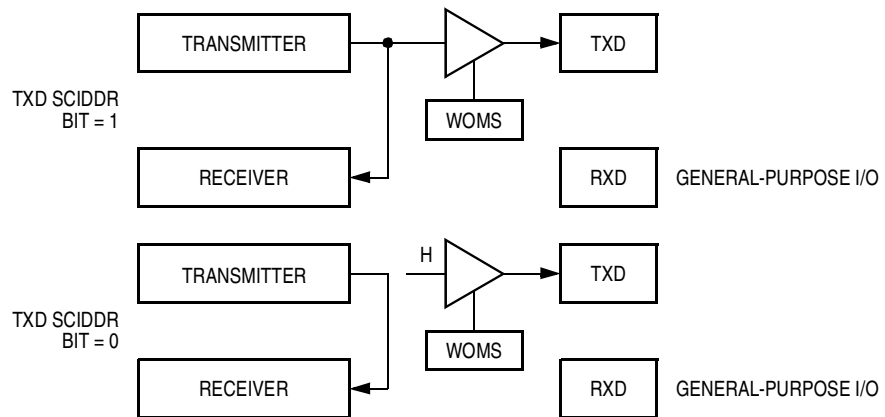 TRANSMITTER
TXD
TXD SCIDDR
BIT = 1
WOMS
RECEIVER
RXD
GENERAL-PURPOSE I/O
TRANSMITTER
H
TXD
TXD SCIDDR
BIT = 0
WOMS
RECEIVER
RXD
GENERAL-PURPOSE I/O